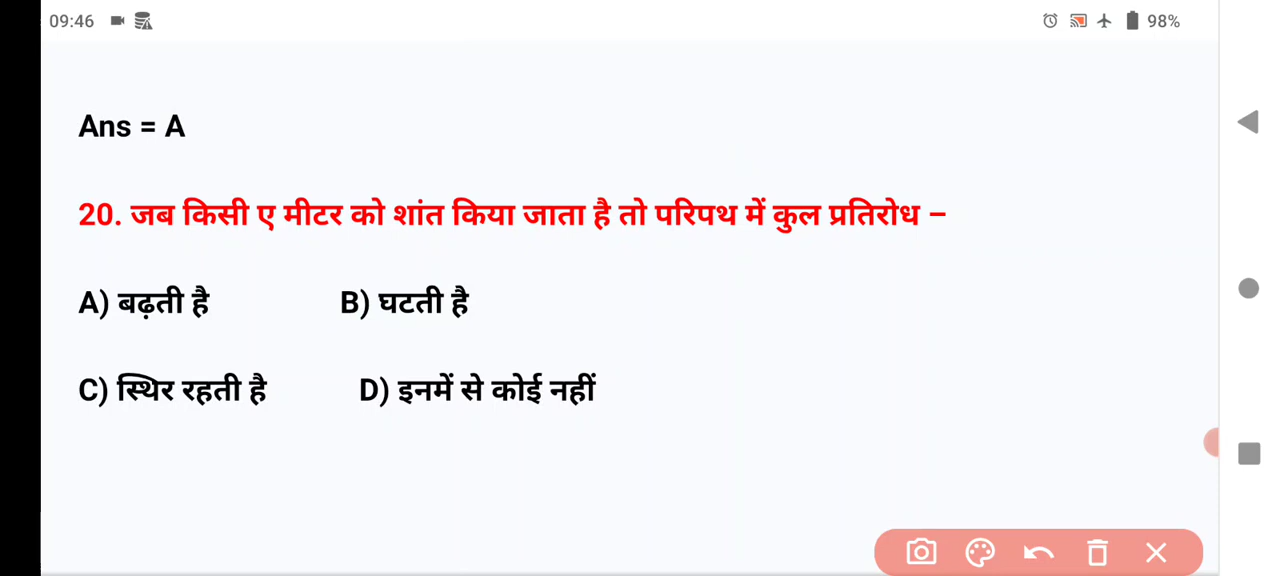 09:46 98%
Ans = A
20. जब किसी ए मीटर को शांत किया जाता है तो परिपथ में कुल प्रतिरोध –
A) बढ़ती है B) घटती है
C) स्थिर रहती है D) इनमें से कोई नहीं